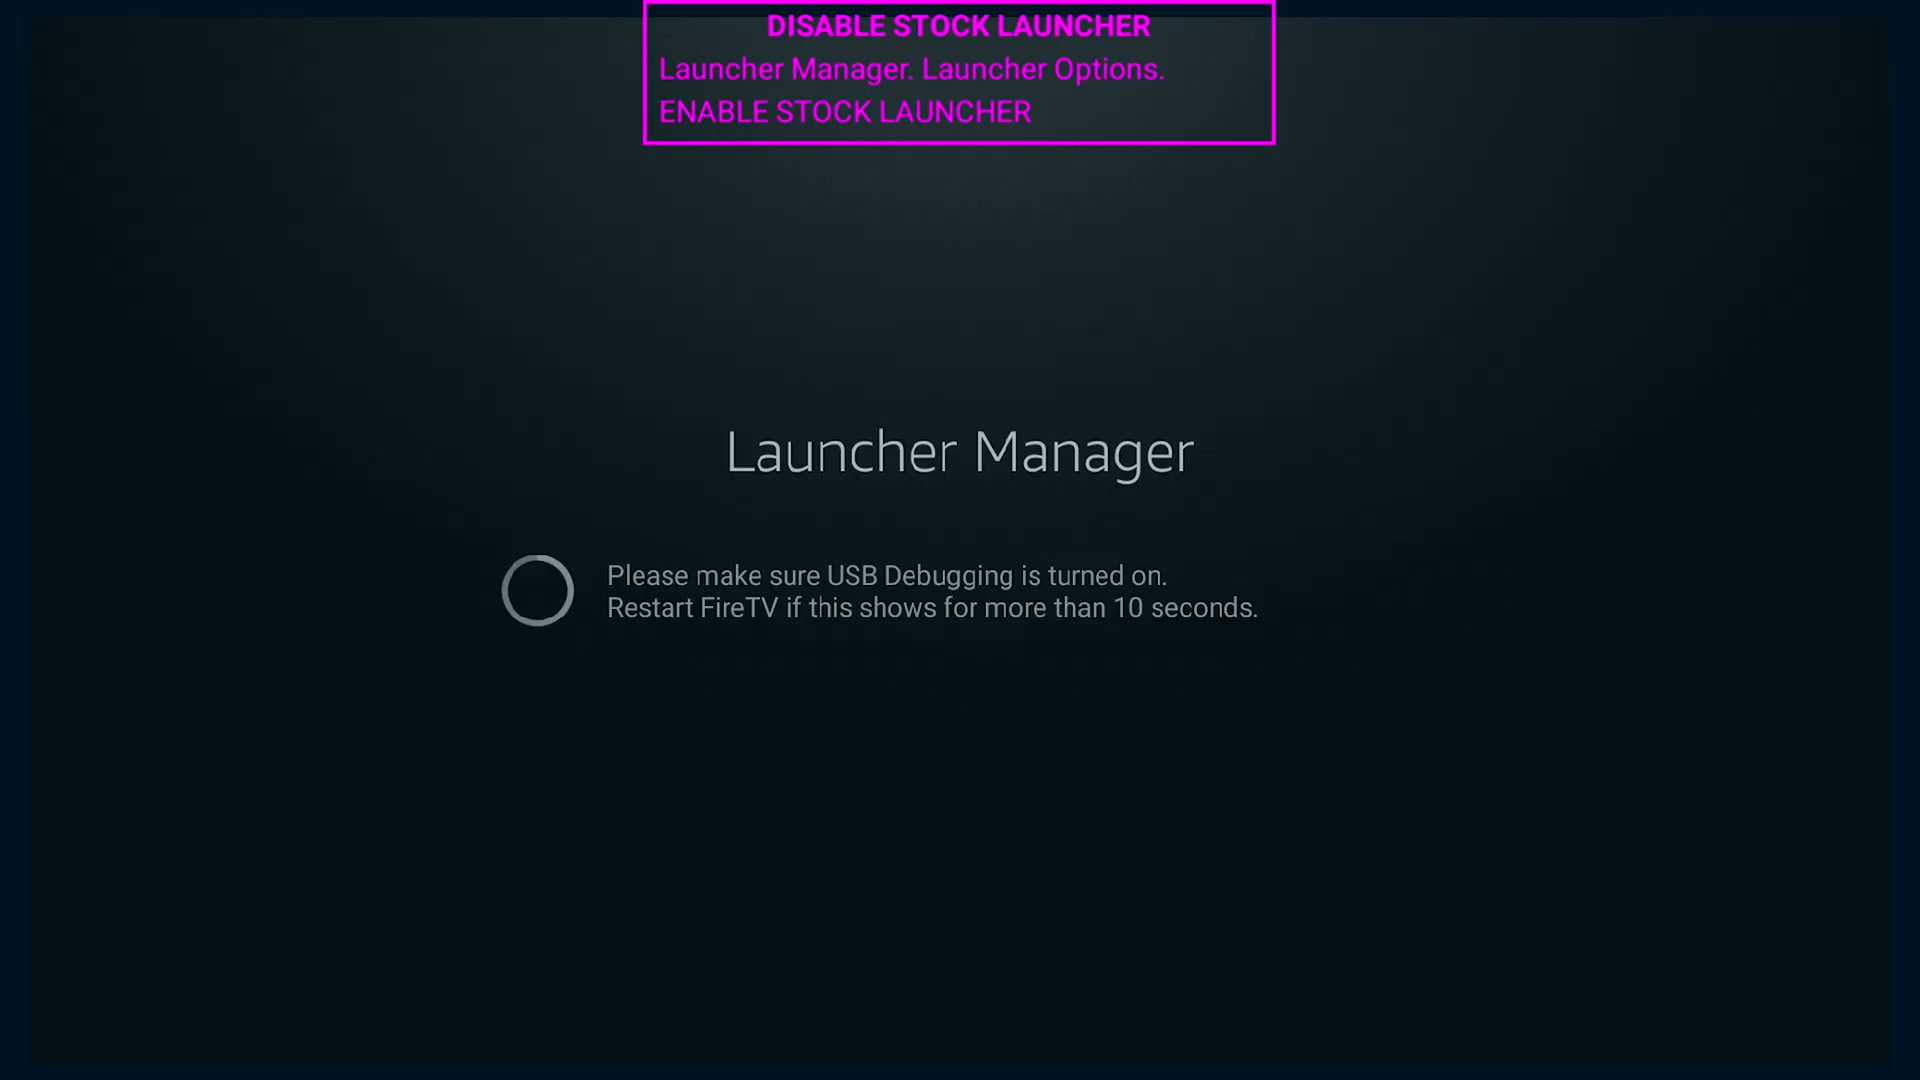 DISABLE STOCK LAUNCHER
Launcher Manager. Launcher Options.
ENABLE STOCK LAUNCHER
Launcher Manager
Please make sure USB Debugging is turned on.
Restart FireTV if this shows for more than 10 seconds.